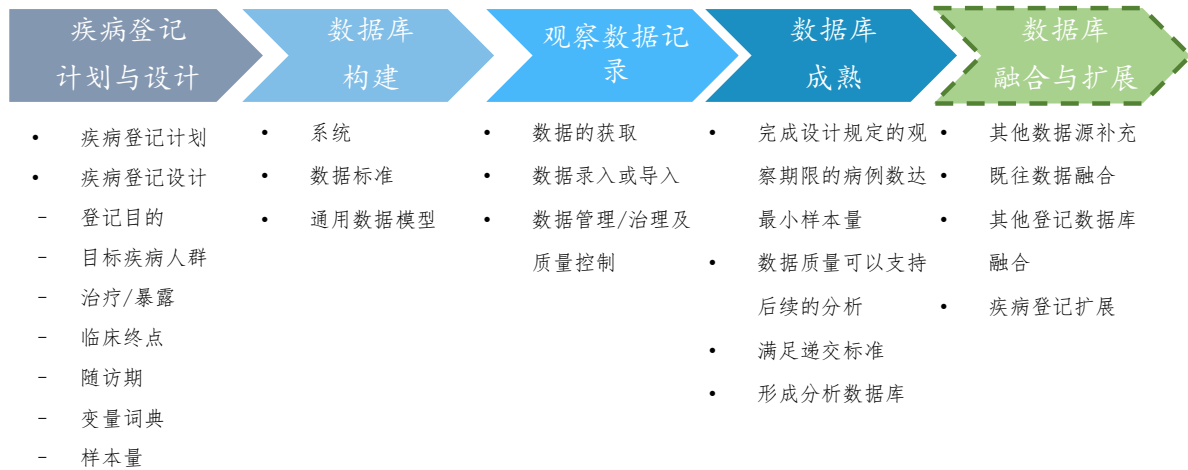 疾病登记
计划与设计
数据库
构建
观察数据记
录
数据库
成熟
数据库
融合与扩展
• 疾病登记计划
• 疾病登记设计
- 登记目的
- 目标疾病人群
- 治疗/暴露
- 临床终点
- 随访期
- 变量词典
- 样本量
• 系统
• 数据标准
• 通用数据模型
• 数据的获取
• 数据录入或导入
• 数据管理/治理及
质量控制
• 完成设计规定的观
察期限的病例数达
最小样本量
• 数据质量可以支持
后续的分析
• 满足递交标准
• 形成分析数据库
• 其他数据源补充
• 既往数据融合
• 其他登记数据库
融合
• 疾病登记扩展